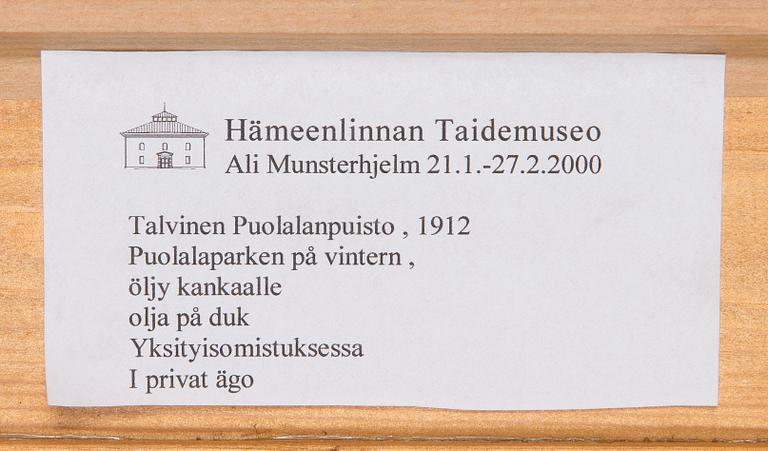 Hämeenlinnan Taidemuseo
Ali Munsterhjelm 21.1.-27.2.2000
Talvinen Puolalanpuisto , 1912
Puolalaparken på vintern ,
öljy kankaalle
olja på duk
Yksityisomistuksessa
I privat ägo